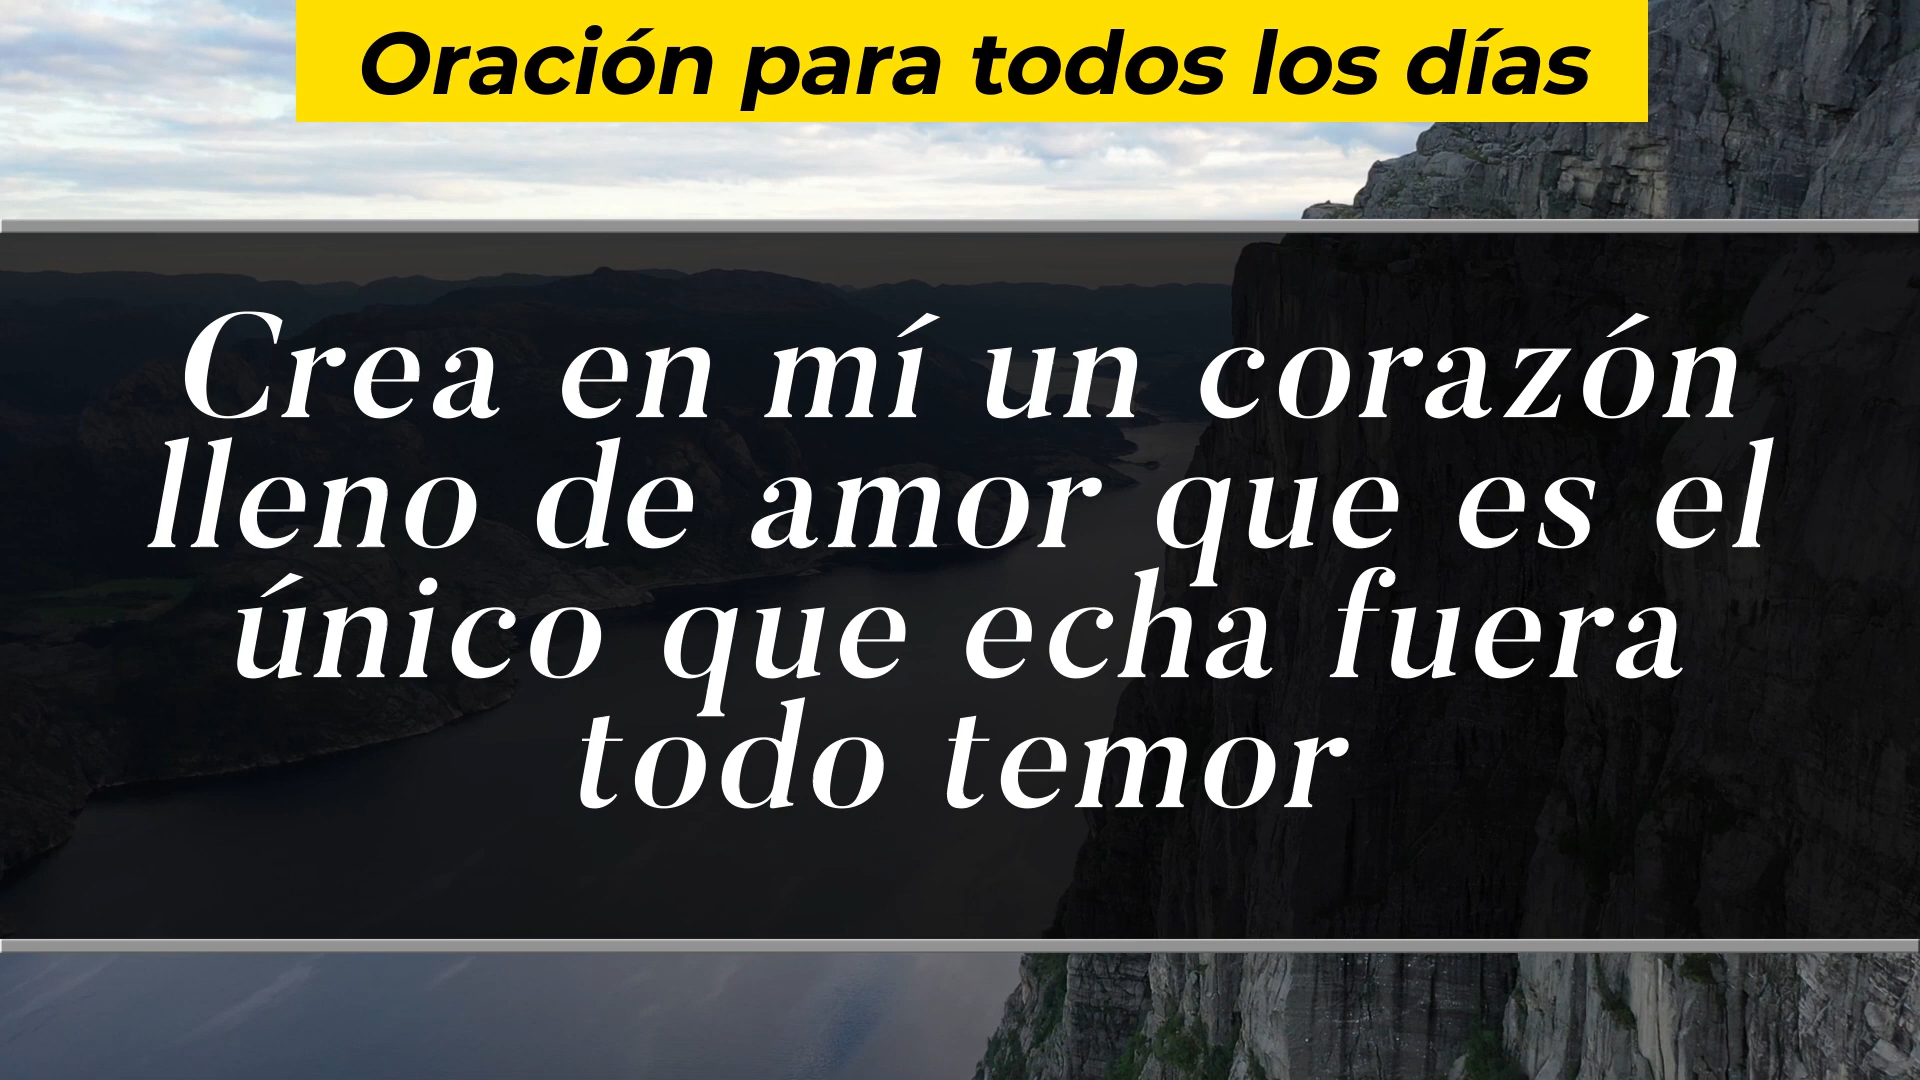 Oración para todos los días
Crea en mí un corazón
lleno de amor que es el
único que echa fuera
todo temor